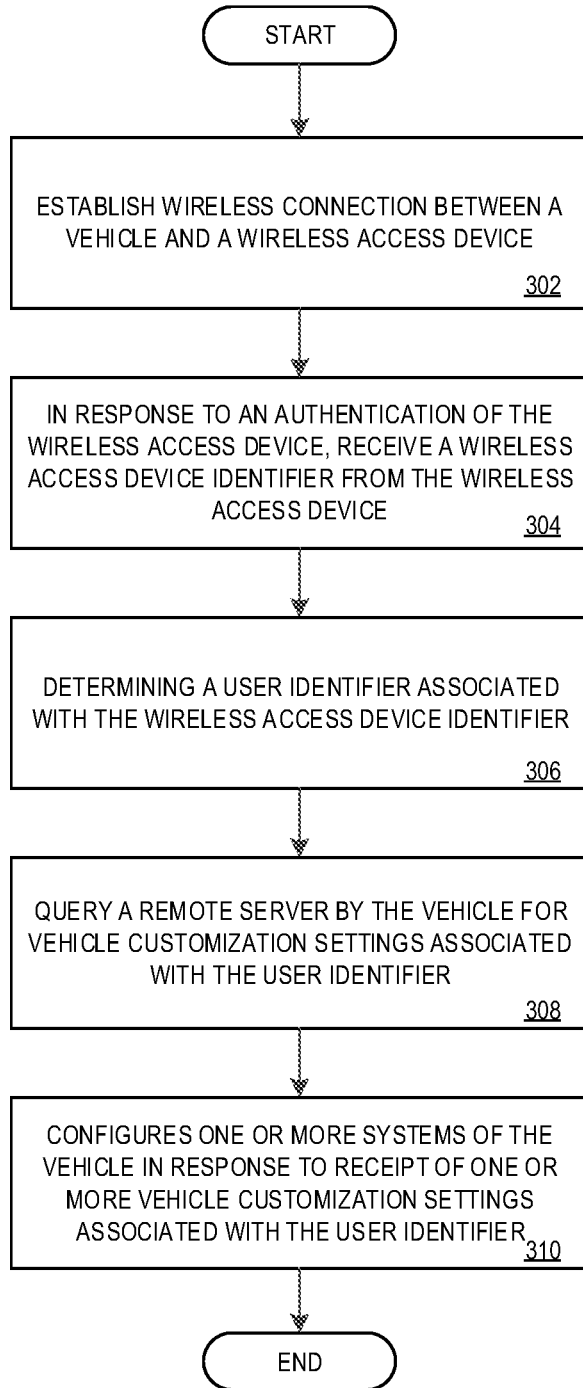 START
ESTABLISH WIRELESS CONNECTION BETWEEN A
VEHICLE AND A WIRELESS ACCESS DEVICE
302
IN RESPONSE TO AN AUTHENTICATION OF THE
WIRELESS ACCESS DEVICE, RECEIVE A WIRELESS
ACCESS DEVICE IDENTIFIER FROM THE WIRELESS
ACCESS DEVICE
304
DETERMINING A USER IDENTIFIER ASSOCIATED
WITH THE WIRELESS ACCESS DEVICE IDENTIFIER
306
QUERY A REMOTE SERVER BY THE VEHICLE FOR
VEHICLE CUSTOMIZATION SETTINGS ASSOCIATED
WITH THE USER IDENTIFIER
308
CONFIGURES ONE OR MORE SYSTEMS OF THE
VEHICLE IN RESPONSE TO RECEIPT OF ONE OR
MORE VEHICLE CUSTOMIZATION SETTINGS
ASSOCIATED WITH THE USER IDENTIFIER
310
END